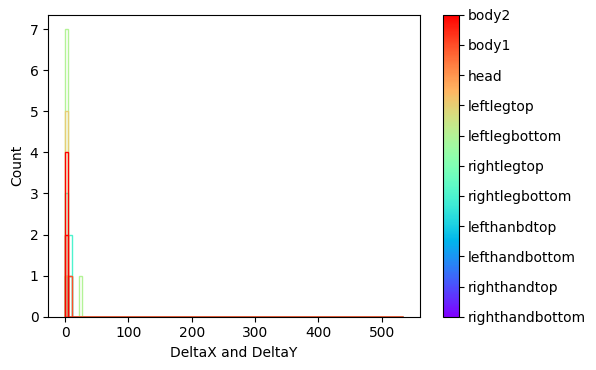 7
6
5
4
3
2
1
0
Count
0 100 200 300 400 500
DeltaX and DeltaY
body2
body1
head
leftlegtop
leftlegbottom
rightlegtop
rightlegbottom
lefthanbdtop
lefthandbottom
righthandtop
righthandbottom